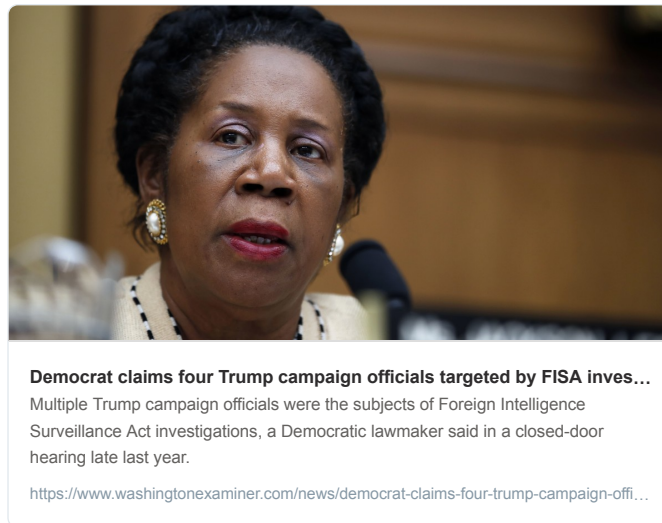 Democrat claims four Trump campaign officials targeted by FISA inves…
Multiple Trump campaign officials were the subjects of Foreign Intelligence
Surveillance Act investigations, a Democratic lawmaker said in a closed-door
hearing late last year.
https://www.washingtonexaminer.com/news/democrat-claims-four-trump-campaign-offi…